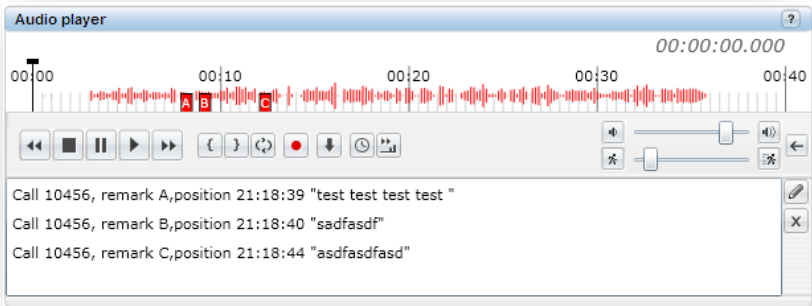 Audio player ?
00:00:00.000
00:00 00:10 00:20 00:30 00:40
A B C
{ }
Call 10456, remark A,position 21:18:39 "test test test test "
Call 10456, remark B,position 21:18:40 "sadfasdf"
Call 10456, remark C,position 21:18:44 "asdfasdfasd"
X